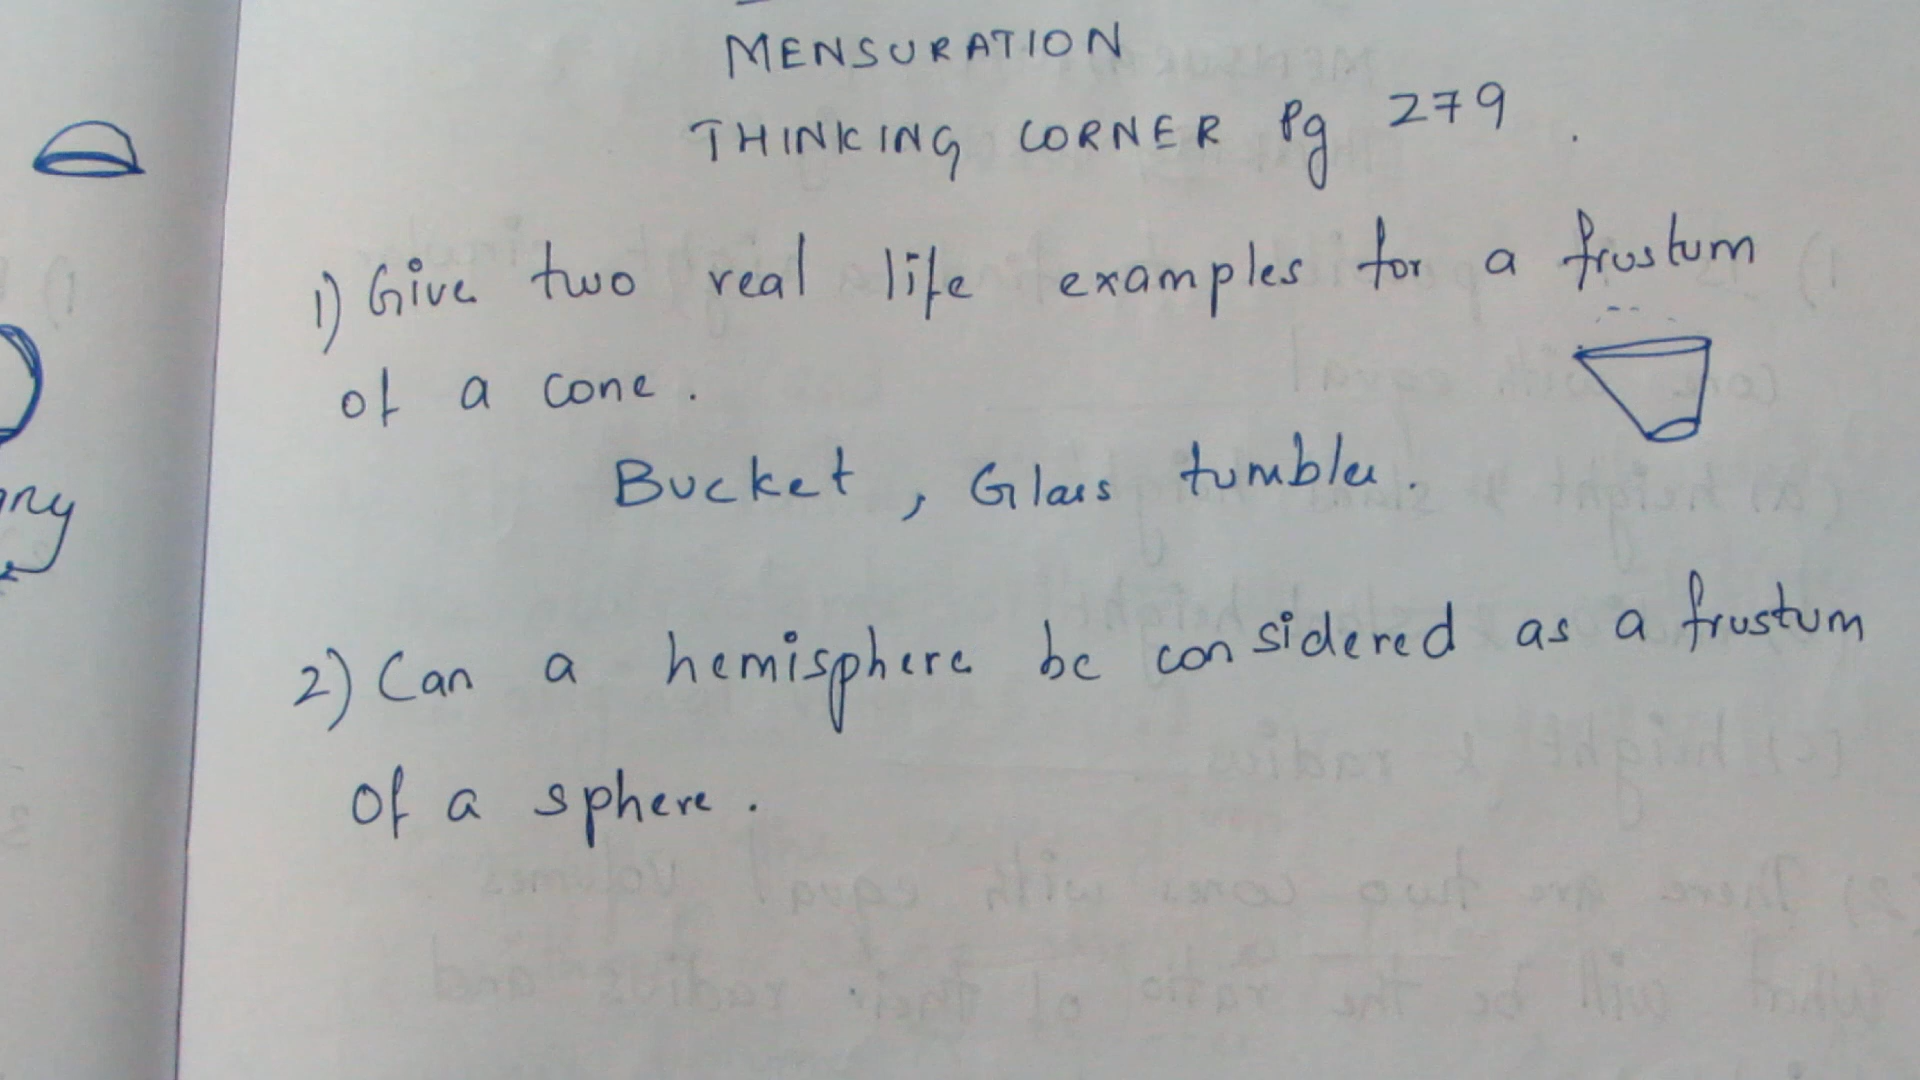 MENSURATION
THINKING CORNER Pg 279.
1) Give two real life examples for a frustum
of a cone.
Bucket, Glass tumbler.
2) Can a hemisphere be considered as a frustum
of a sphere.